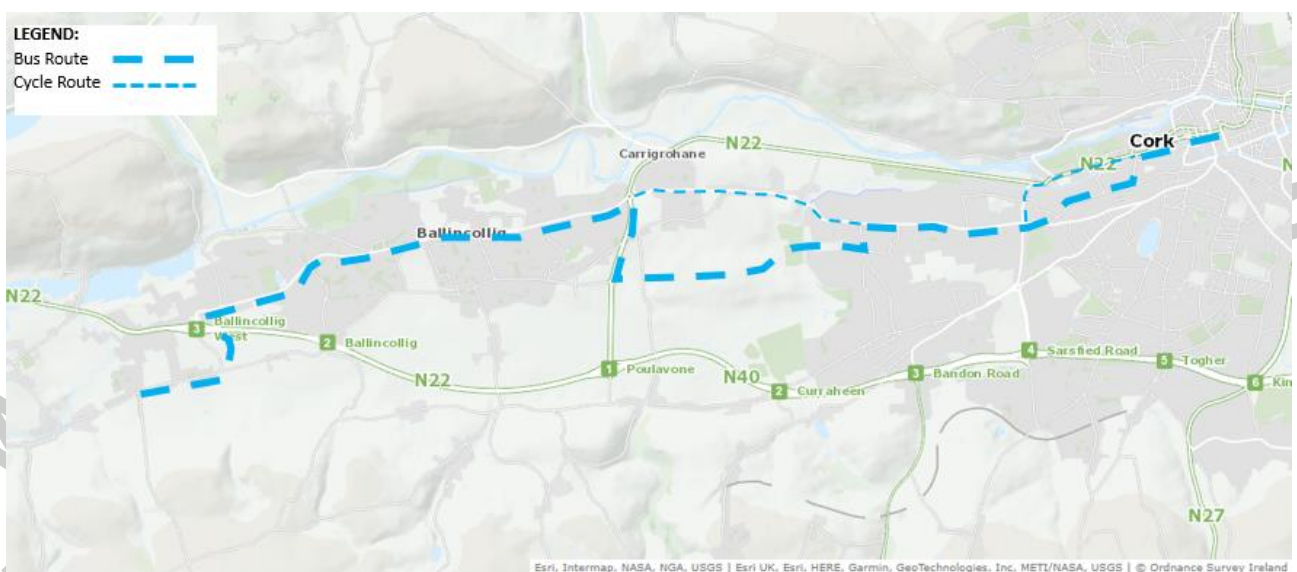 LEGEND:
Bus Route
Cycle Route
Cork
N22
N22
Carrigrohane
Ballincollig
N22
3 Ballincollig West
2 Ballincollig
N22
1 Poulavone
N40
2 Curraheen
3 Bandon Road
4 Sarsfield Road
5 Togher
6 Kin
N
N27
Esri, Intermap, NASA, NGA, USGS | Esri UK, Esri, HERE, Garmin, GeoTechnologies, Inc, METI/NASA, USGS | © Ordnance Survey Ireland